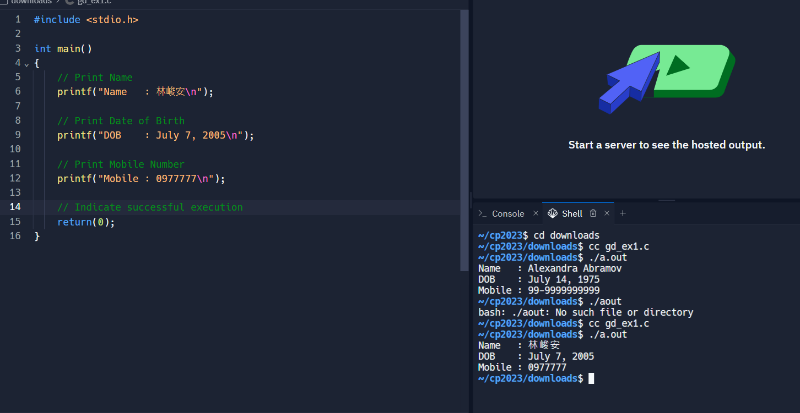 downloads > C gd_ex1.c
1 #include <stdio.h>
2
3 int main()
4 {
5 // Print Name
6 printf("Name   : 林峻安\n");
7
8 // Print Date of Birth
9 printf("DOB    : July 7, 2005\n");
10
11 // Print Mobile Number
12 printf("Mobile : 0977777\n");
13
14 // Indicate successful execution
15 return(0);
16 }
Start a server to see the hosted output.
Console × Shell × +
~/cp2023$ cd downloads
~/cp2023/downloads$ cc gd_ex1.c
~/cp2023/downloads$ ./a.out
Name   : Alexandra Abramov
DOB    : July 14, 1975
Mobile : 99-9999999999
~/cp2023/downloads$ ./aout
bash: ./aout: No such file or directory
~/cp2023/downloads$ cc gd_ex1.c
~/cp2023/downloads$ ./a.out
Name   : 林峻安
DOB    : July 7, 2005
Mobile : 0977777
~/cp2023/downloads$